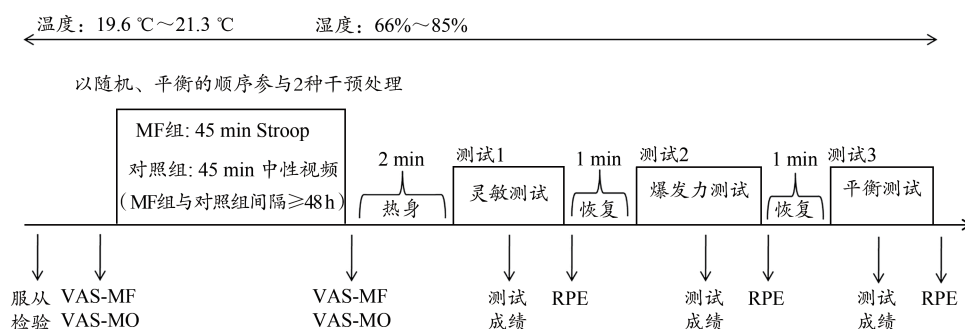 温度：19.6 ℃～21.3 ℃ 湿度：66%～85%
以随机、平衡的顺序参与2种干预处理
MF组: 45 min Stroop
对照组: 45 min 中性视频
（MF组与对照组间隔≥48h）
2 min
热身
测试1
灵敏测试
1 min
恢复
测试2
爆发力测试
1 min
恢复
测试3
平衡测试
服从
检验
VAS-MF
VAS-MO
VAS-MF
VAS-MO
测试
成绩
RPE
测试
成绩
RPE
测试
成绩
RPE